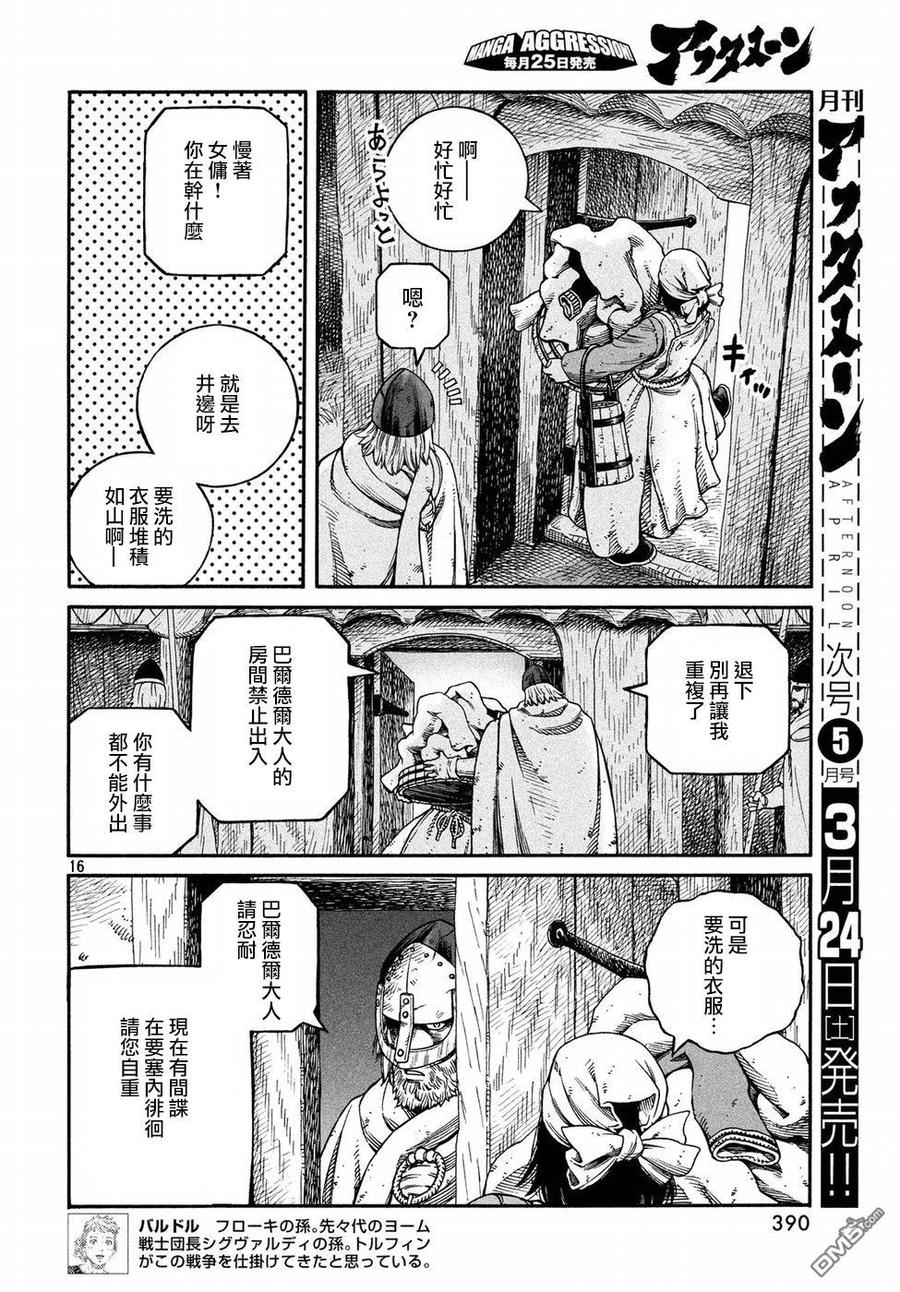 MANGA AGGRESSION!
毎月25日発売
アフタヌーン
月刊
アフタヌーン
AFTERNOON
APRIL
次号5月号
3月24日[土]発売!!
啊——
好忙好忙
あらよっと
嗯?
キィ…
慢著
女傭!
你在幹什麼
就是去
井邊呀
要洗的
衣服堆積
如山啊——
退下
別再讓我
重複了
巴爾德爾大人的
房間禁止出入
你有什麼事
都不能外出
16
可是
要洗的衣服…
巴爾德爾大人
請忍耐
現在有間諜
在要塞內徘徊
請您自重
390
バルドル　フローキの孫。先々代のヨーム
戦士団長シグヴァルディの孫。トルフィン
がこの戦争を仕掛けてきたと思っている。
DM5.com